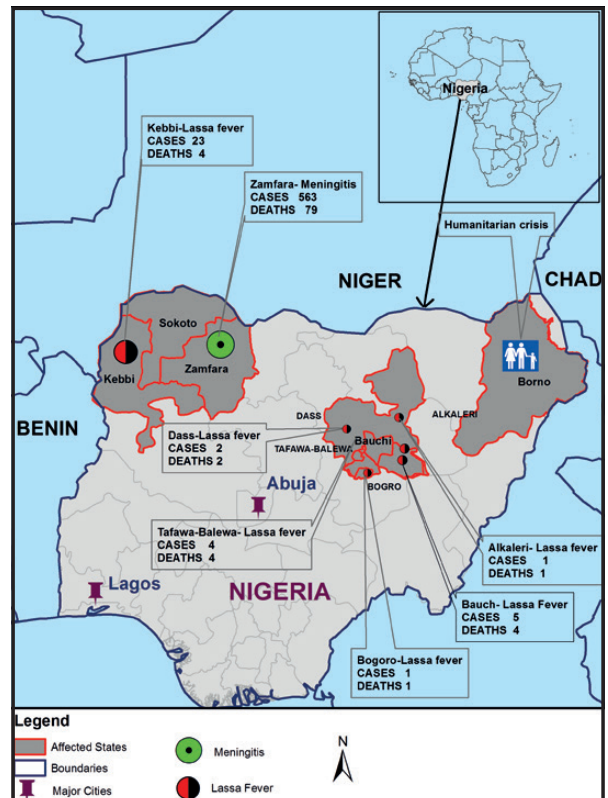 Nigeria
Kebbi-Lassa fever
CASES 23
DEATHS 4
Zamfara- Meningitis
CASES 563
DEATHS 79
Humanitarian crisis
NIGER
CHAD
Sokoto
Kebbi
Zamfara
Borno
BENIN
DASS
ALKALERI
Dass-Lassa fever
CASES 2
DEATHS 2
TAFAWA-BALEWA
Bauchi
BOGRO
Abuja
Tafawa-Balewa- Lassa fever
CASES 4
DEATHS 4
Alkaleri- Lassa fever
CASES 1
DEATHS 1
Lagos
NIGERIA
Bauch- Lassa Fever
CASES 5
DEATHS 4
Bogoro-Lassa fever
CASES 1
DEATHS 1
Legend
Affected States
Boundaries
Major Cities
Meningitis
Lassa Fever
N